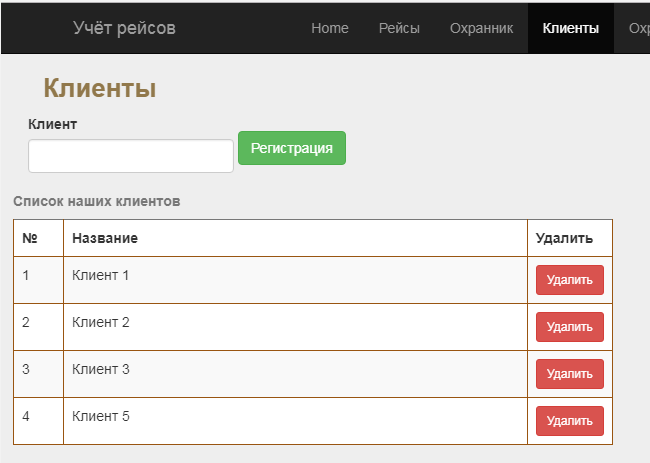 Учёт рейсов Home Рейсы Охранник Клиенты Охр
Клиенты
Клиент
Регистрация
Список наших клиентов
№ Название Удалить
1 Клиент 1 Удалить
2 Клиент 2 Удалить
3 Клиент 3 Удалить
4 Клиент 5 Удалить